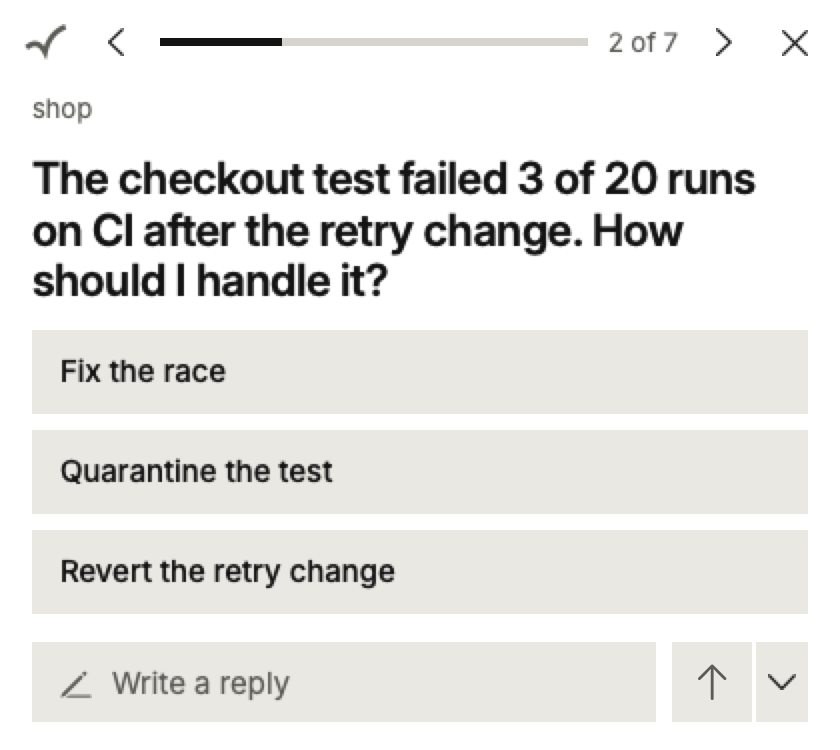 2 of 7
shop
The checkout test failed 3 of 20 runs
on CI after the retry change. How
should I handle it?
Fix the race
Quarantine the test
Revert the retry change
Write a reply